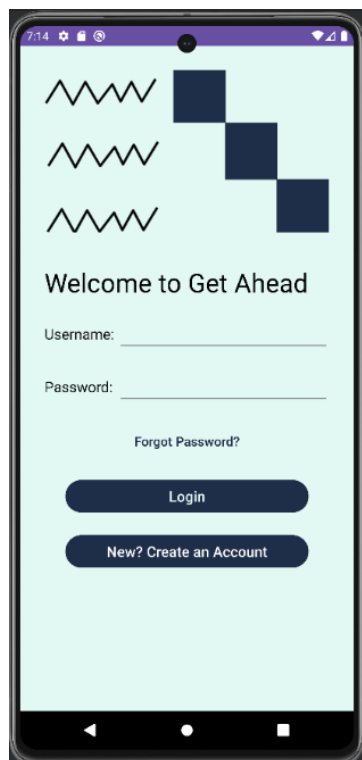 7:14
Welcome to Get Ahead
Username:
Password:
Forgot Password?
Login
New? Create an Account